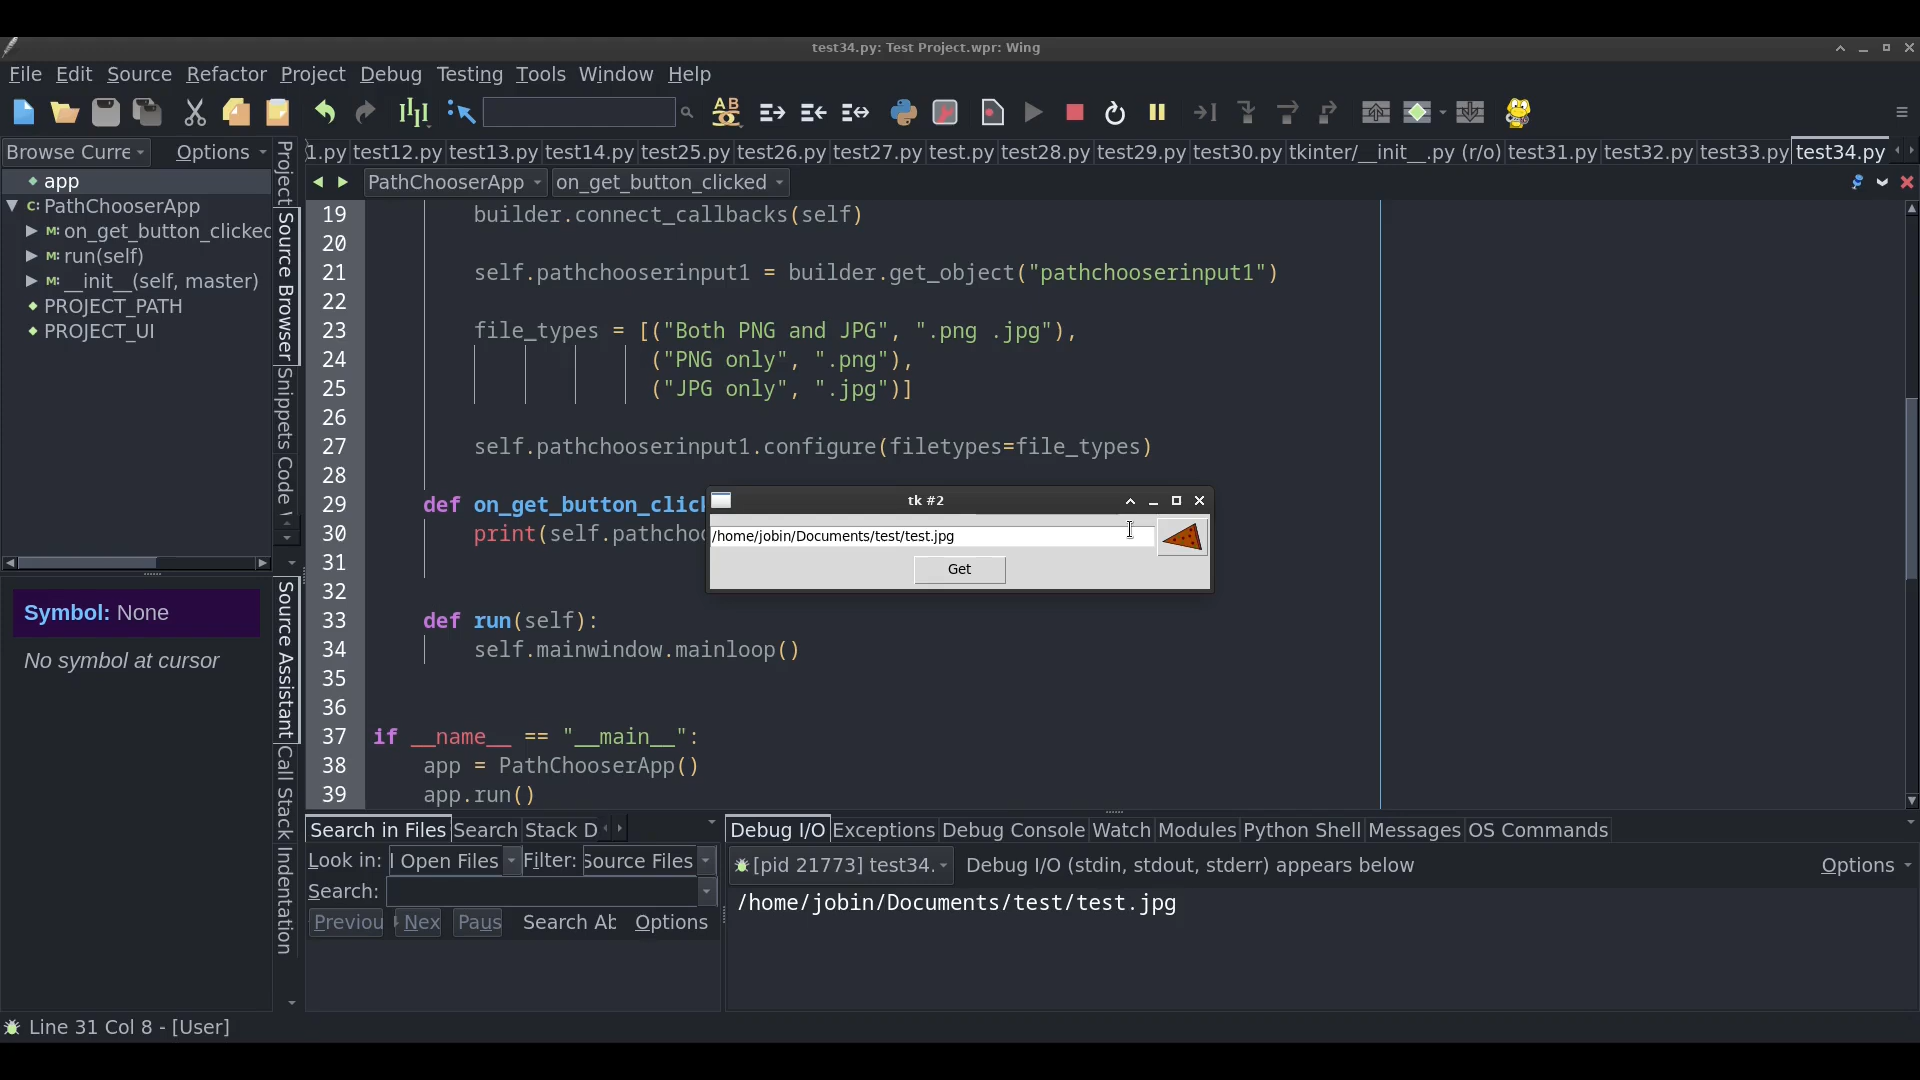 test34.py: Test Project.wpr: Wing
File Edit Source Refactor Project Debug Testing Tools Window Help
AB
Browse Curre Options
app
PathChooserApp
on_get_button_clicked
run(self)
__init__(self, master)
PROJECT_PATH
PROJECT_UI
Project
Source Browser
Snippets
Code
Symbol: None
No symbol at cursor
Source Assistant
Call Stack
Indentation
1.py test12.py test13.py test14.py test25.py test26.py test27.py test.py test28.py test29.py test30.py tkinter/__init__.py (r/o) test31.py test32.py test33.py test34.py
PathChooserApp on_get_button_clicked
19 builder.connect_callbacks(self)
20
21 self.pathchooserinput1 = builder.get_object("pathchooserinput1")
22
23 file_types = [("Both PNG and JPG", ".png .jpg"),
24 ("PNG only", ".png"),
25 ("JPG only", ".jpg")]
26
27 self.pathchooserinput1.configure(filetypes=file_types)
28
29 def on_get_button_clic
30 print(self.pathchoo
31
32
33 def run(self):
34 self.mainwindow.mainloop()
35
36
37 if __name__ == "__main__":
38 app = PathChooserApp()
39 app.run()
tk #2
/home/jobin/Documents/test/test.jpg
Get
Search in Files Search Stack D
Look in: l Open Files Filter: Source Files
Search:
Previou Nex Paus Search Ab Options
Debug I/O Exceptions Debug Console Watch Modules Python Shell Messages OS Commands
[pid 21773] test34. Debug I/O (stdin, stdout, stderr) appears below Options
/home/jobin/Documents/test/test.jpg
Line 31 Col 8 - [User]